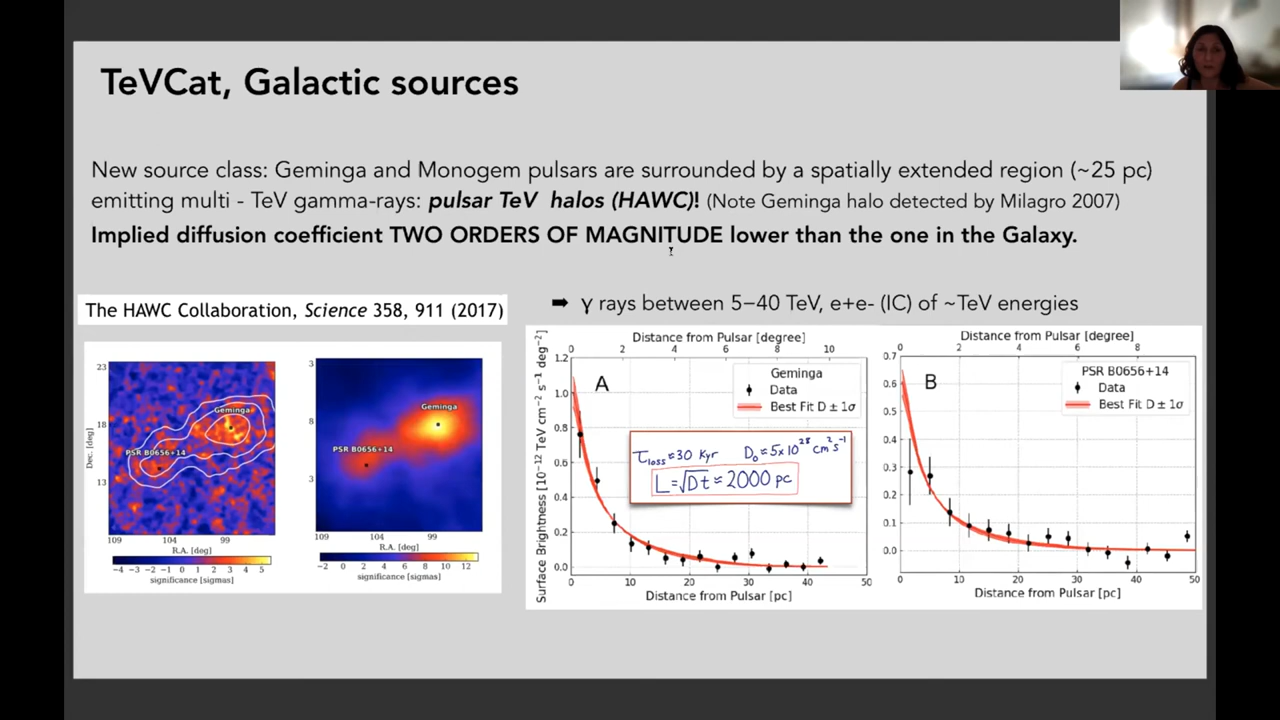 TeVCat, Galactic sources
New source class: Geminga and Monogem pulsars are surrounded by a spatially extended region (~25 pc)
emitting multi - TeV gamma-rays: pulsar TeV halos (HAWC)! (Note Geminga halo detected by Milagro 2007)
Implied diffusion coefficient TWO ORDERS OF MAGNITUDE lower than the one in the Galaxy.
The HAWC Collaboration, Science 358, 911 (2017)
➡ γ rays between 5–40 TeV, e+e- (IC) of ~TeV energies
23
18
13
Dec. [deg]
Geminga
PSR B0656+14
109 104 99
R.A. [deg]
−4 −3 −2 −1 0 1 2 3 4 5
significance [sigmas]
3
8
3
Geminga
PSR B0656+14
109 104 99
R.A. [deg]
−2 0 2 4 6 8 10 12
significance [sigmas]
Distance from Pulsar [degree]
0 2 4 6 8 10
Surface Brightness [10⁻¹² TeV cm⁻² s⁻¹ deg⁻²]
1.2
1.0
0.8
0.6
0.4
0.2
0.0
A
Geminga
Data
Best Fit D ± 1σ
τloss = 30 Kyr D₀ = 5×10²⁸ cm² s⁻¹
L = √Dt ≈ 2000 pc
0 10 20 30 40 50
Distance from Pulsar [pc]
Distance from Pulsar [degree]
0 2 4 6 8
0.7
0.6
0.5
0.4
0.3
0.2
0.1
0.0
B
PSR B0656+14
Data
Best Fit D ± 1σ
0 10 20 30 40 50
Distance from Pulsar [pc]